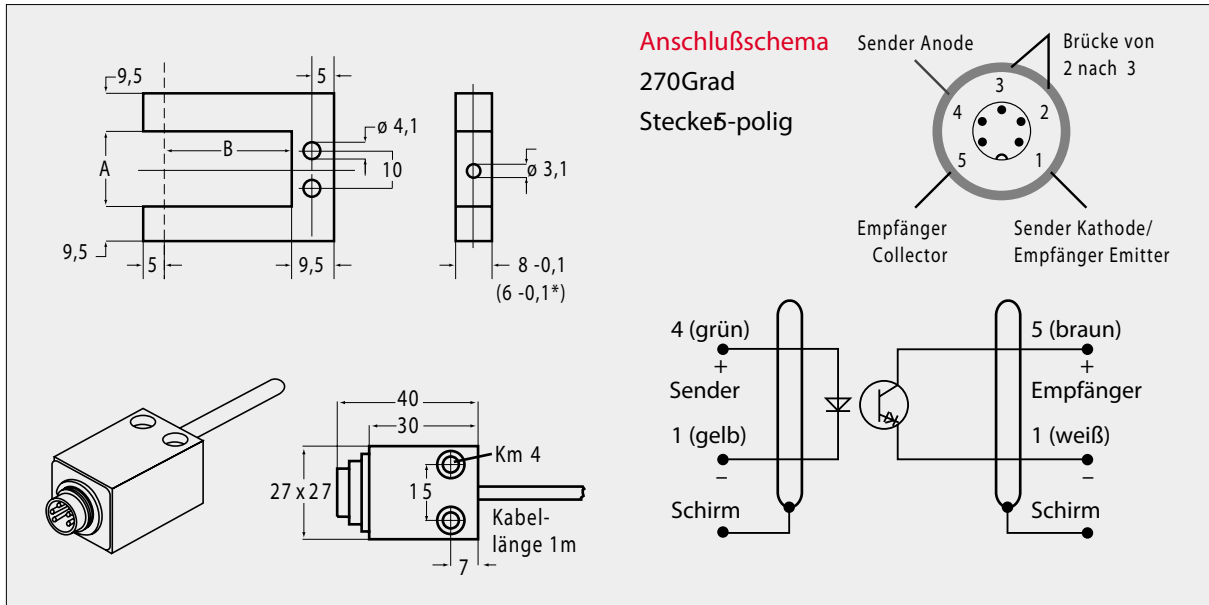 9,5
5
ø 4,1
B
A
10
9,5
5
9,5
ø 3,1
8 -0,1
(6 -0,1*)
40
30
Km 4
27 x 27
15
Kabel-
länge 1m
7
Anschlußschema
270Grad
Stecker5-polig
Sender Anode
Brücke von
2 nach 3
3
4
2
5
1
Empfänger
Collector
Sender Kathode/
Empfänger Emitter
4 (grün)
+
Sender
1 (gelb)
–
Schirm
5 (braun)
+
Empfänger
1 (weiß)
–
Schirm